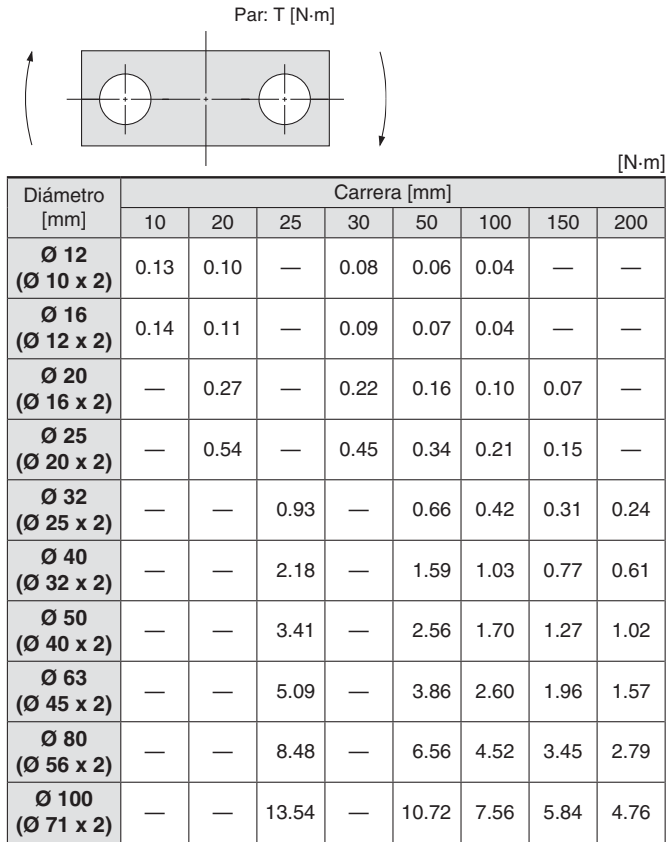 Par: T [N·m]
[N·m]
Diámetro [mm] Carrera [mm]
10 20 25 30 50 100 150 200
Ø 12 (Ø 10 x 2) 0.13 0.10 — 0.08 0.06 0.04 — —
Ø 16 (Ø 12 x 2) 0.14 0.11 — 0.09 0.07 0.04 — —
Ø 20 (Ø 16 x 2) — 0.27 — 0.22 0.16 0.10 0.07 —
Ø 25 (Ø 20 x 2) — 0.54 — 0.45 0.34 0.21 0.15 —
Ø 32 (Ø 25 x 2) — — 0.93 — 0.66 0.42 0.31 0.24
Ø 40 (Ø 32 x 2) — — 2.18 — 1.59 1.03 0.77 0.61
Ø 50 (Ø 40 x 2) — — 3.41 — 2.56 1.70 1.27 1.02
Ø 63 (Ø 45 x 2) — — 5.09 — 3.86 2.60 1.96 1.57
Ø 80 (Ø 56 x 2) — — 8.48 — 6.56 4.52 3.45 2.79
Ø 100 (Ø 71 x 2) — — 13.54 — 10.72 7.56 5.84 4.76